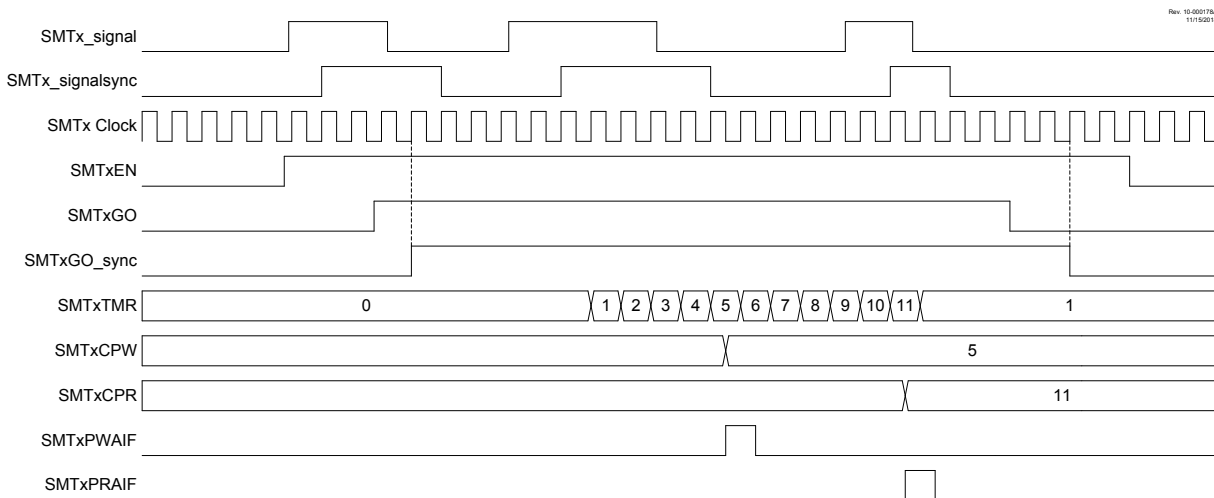 Rev. 10-000176
11/15/201
SMTx_signal
SMTx_signalsync
SMTx Clock
SMTxEN
SMTxGO
SMTxGO_sync
SMTxTMR 0 1 2 3 4 5 6 7 8 9 10 11 1
SMTxCPW 5
SMTxCPR 11
SMTxPWAIF
SMTxPRAIF